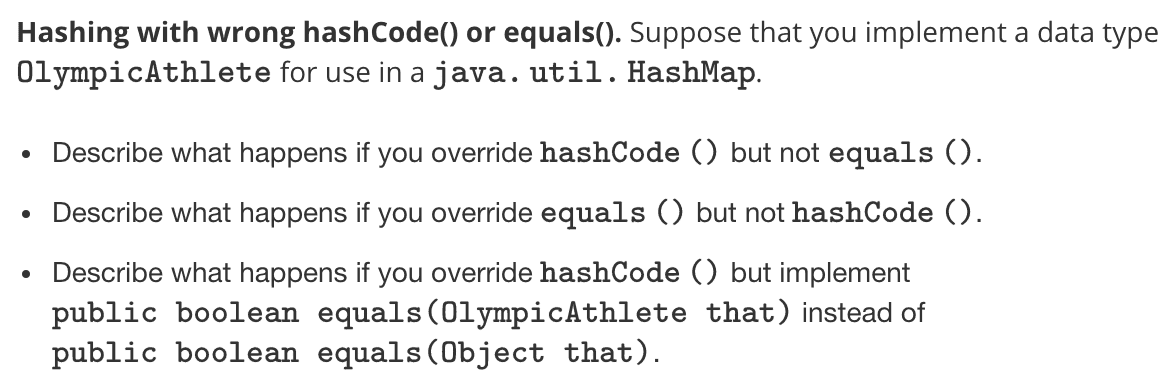 Hashing with wrong hashCode() or equals(). Suppose that you implement a data type
OlympicAthlete for use in a java.util.HashMap.
• Describe what happens if you override hashCode() but not equals().
• Describe what happens if you override equals() but not hashCode().
• Describe what happens if you override hashCode() but implement
public boolean equals(OlympicAthlete that) instead of
public boolean equals(Object that).